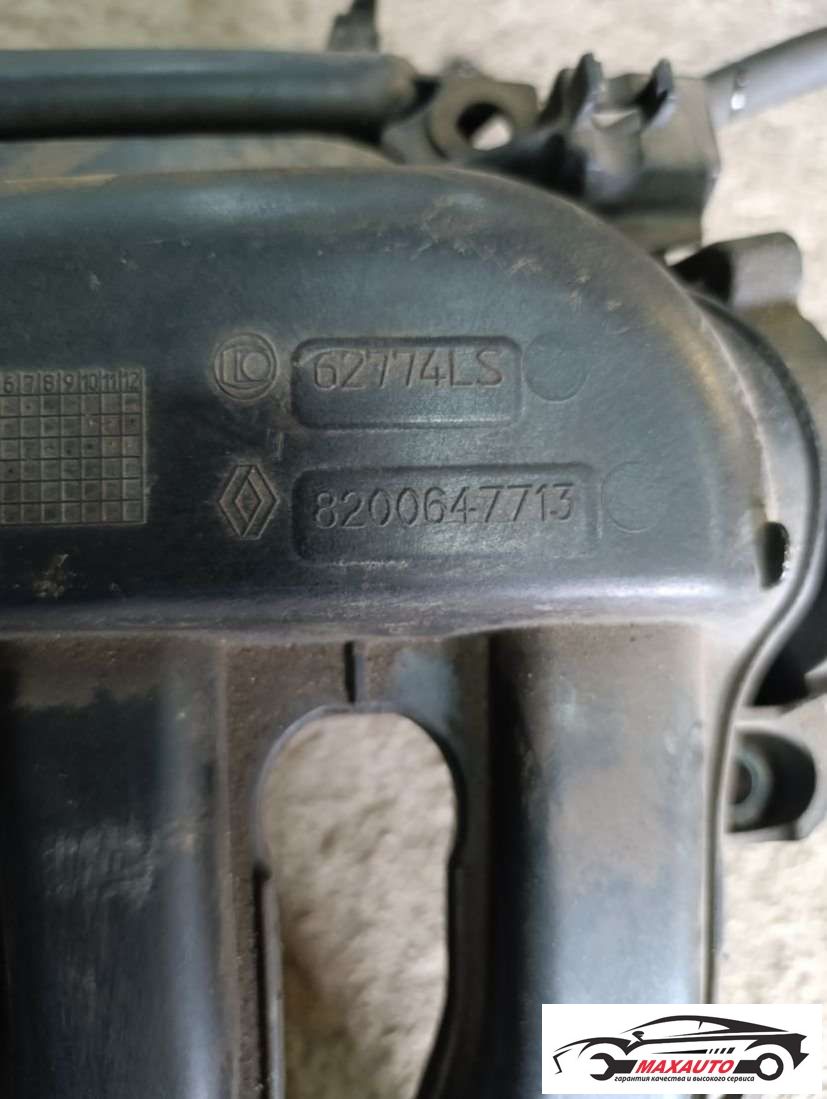 62774LS
6 7 8 9 10 11 12
8200647713
MAXAUTO
гарантия качества и высокого сервиса